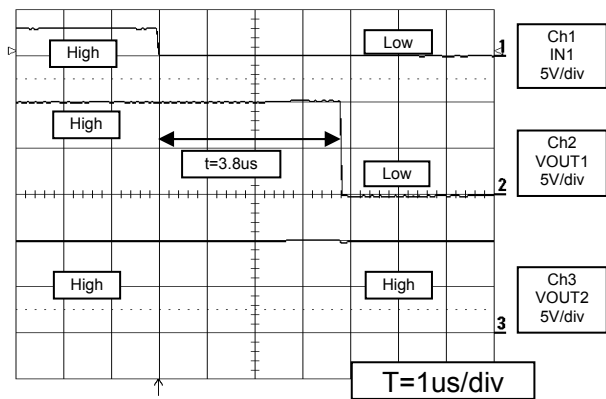 High
Low
1
Ch1
IN1
5V/div
High
t=3.8us
Low
2
Ch2
VOUT1
5V/div
High
High
3
Ch3
VOUT2
5V/div
T=1us/div